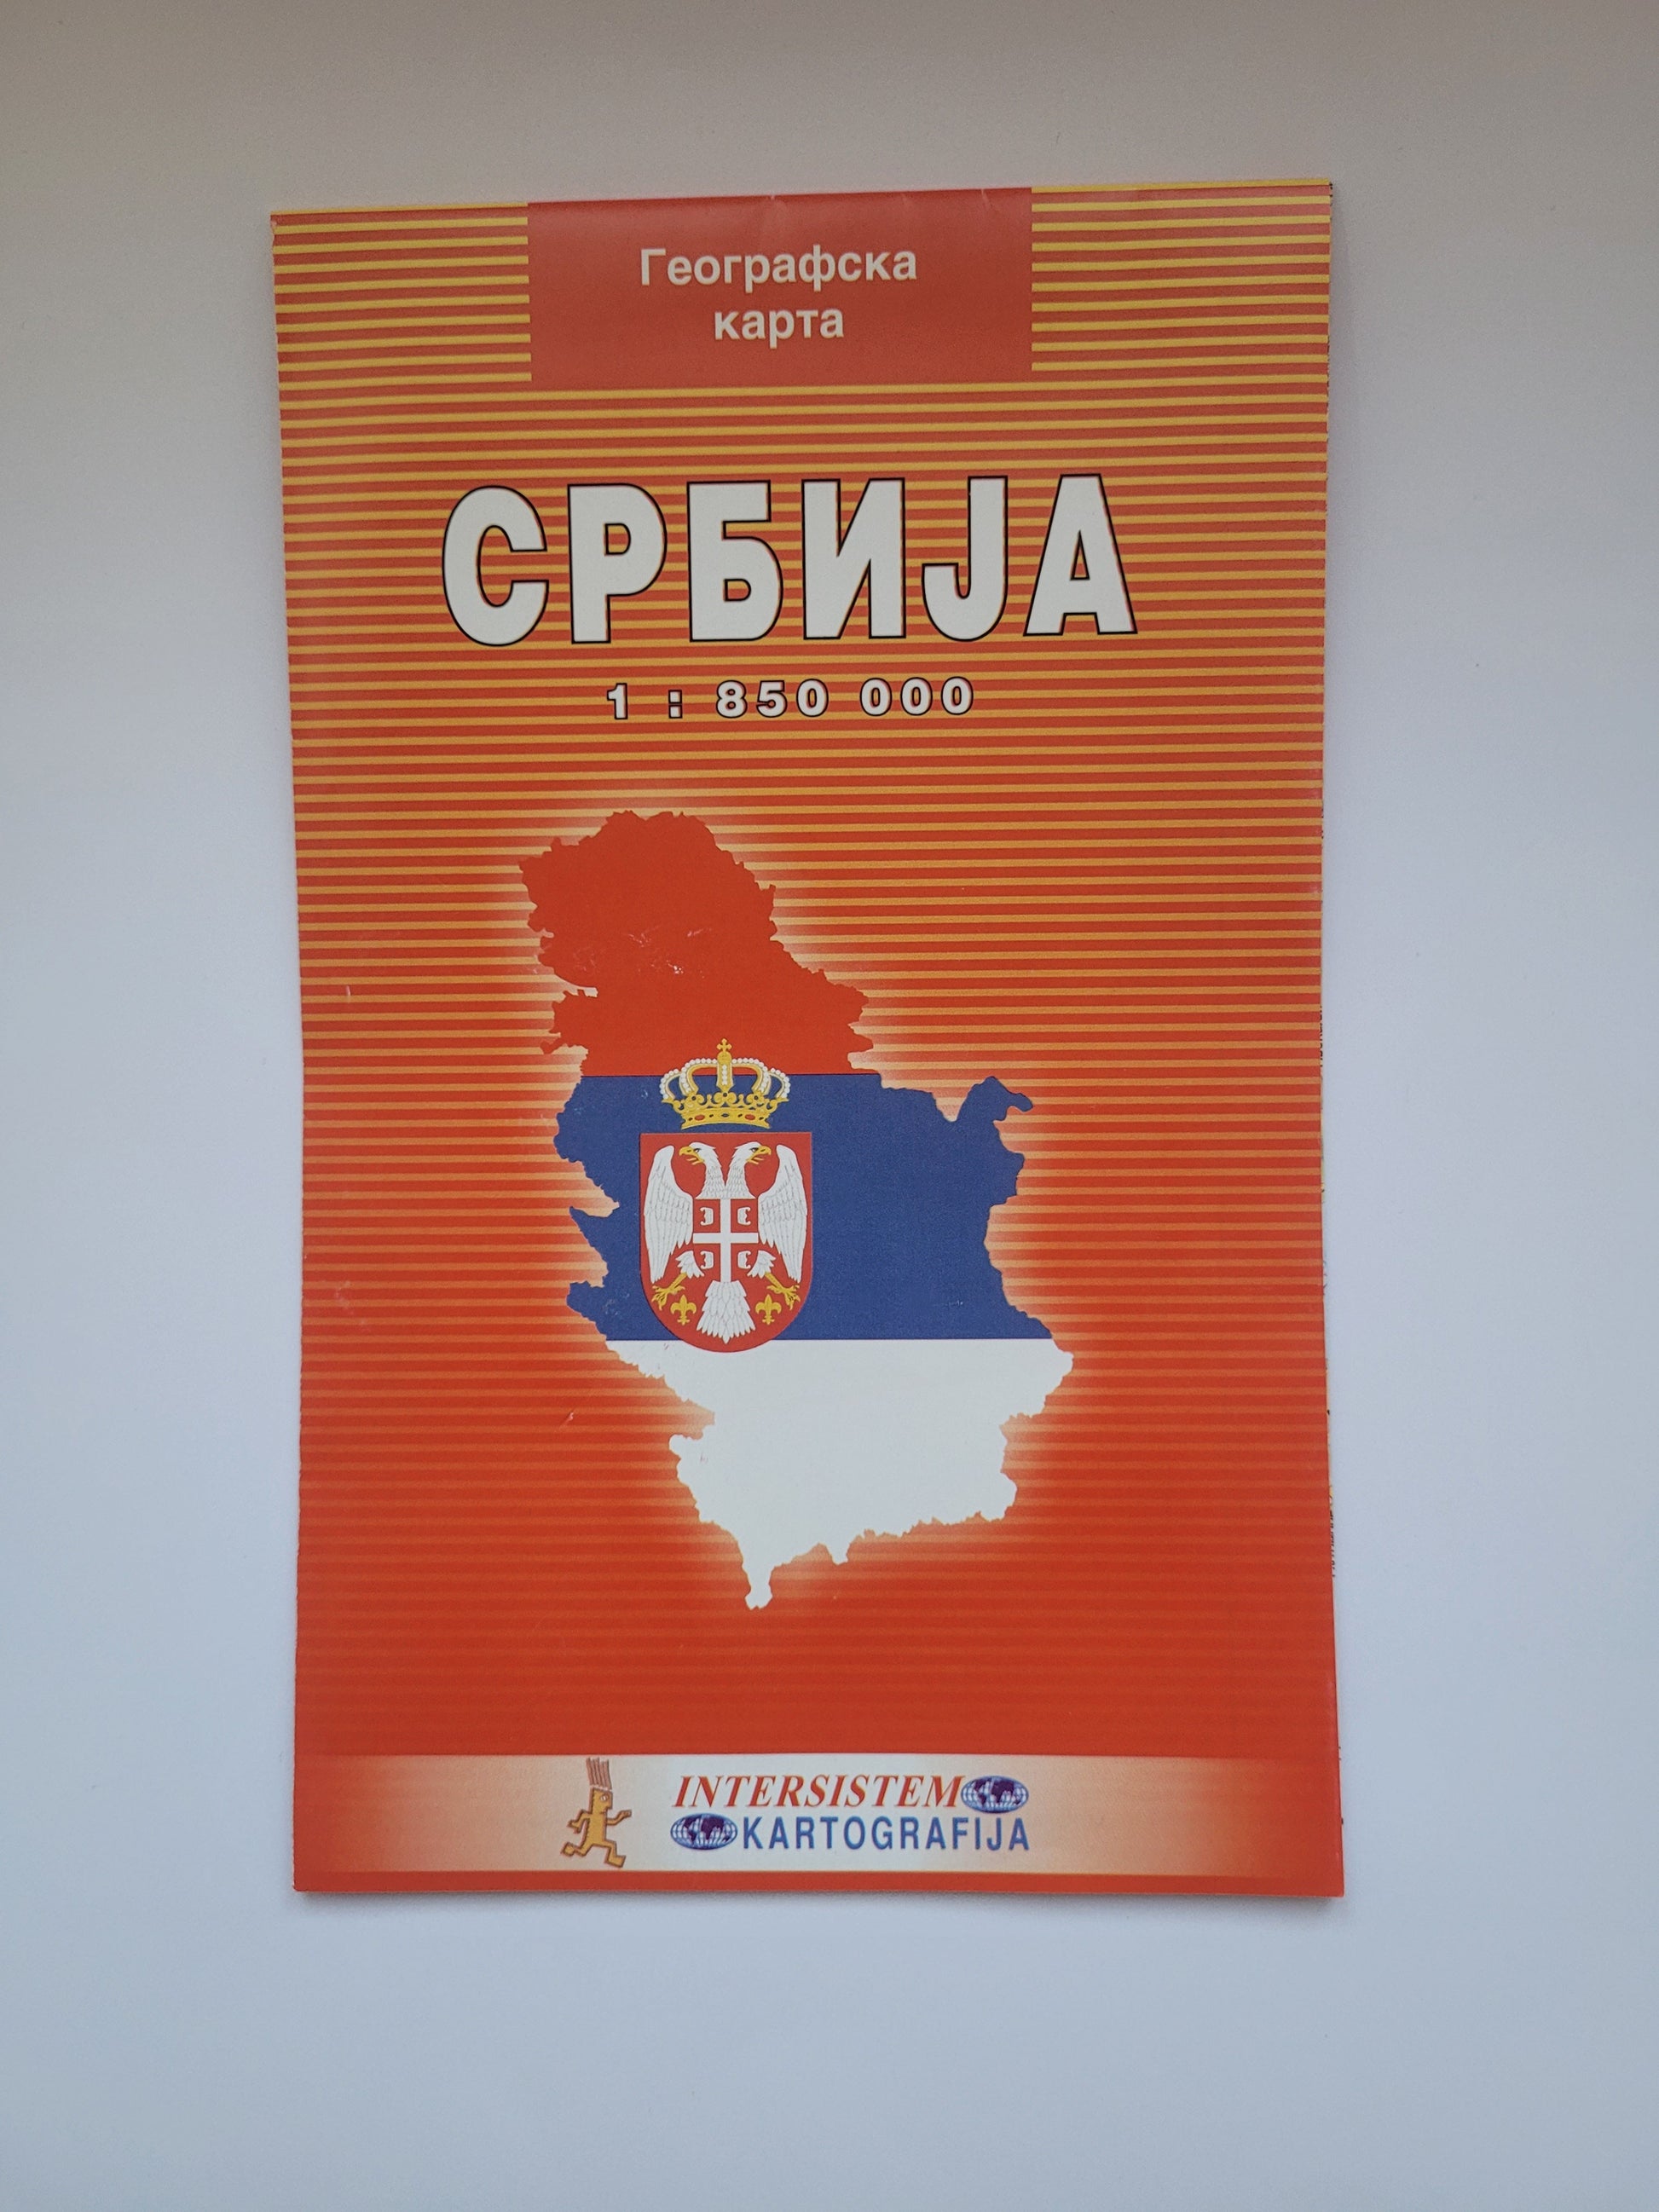 Географска
карта
СРБИЈА
1 : 850 000
INTERSISTEM
KARTOGRAFIJA